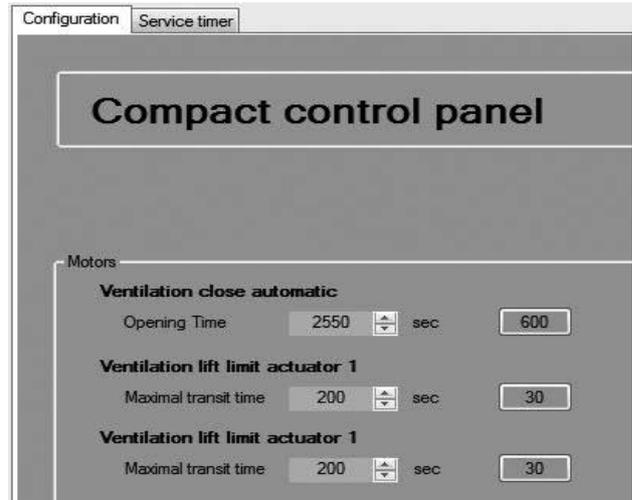 Configuration Service timer
Compact control panel
Motors
Ventilation close automatic
Opening Time 2550 sec 600
Ventilation lift limit actuator 1
Maximal transit time 200 sec 30
Ventilation lift limit actuator 1
Maximal transit time 200 sec 30